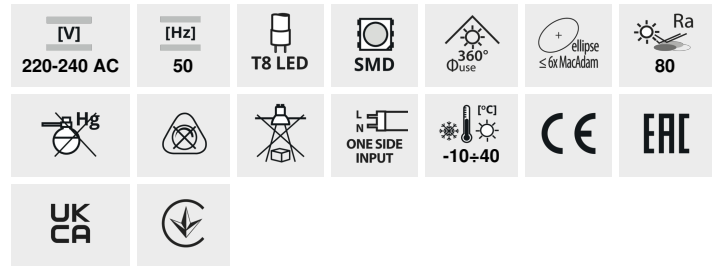 [V]
220-240 AC
[Hz]
50
T8 LED
SMD
360°
Φuse
ellipse
≤ 6x MacAdam
Ra
80
Hg
L
N
ONE SIDE
INPUT
[°C]
-10÷40
CE
EAC
UK
CA